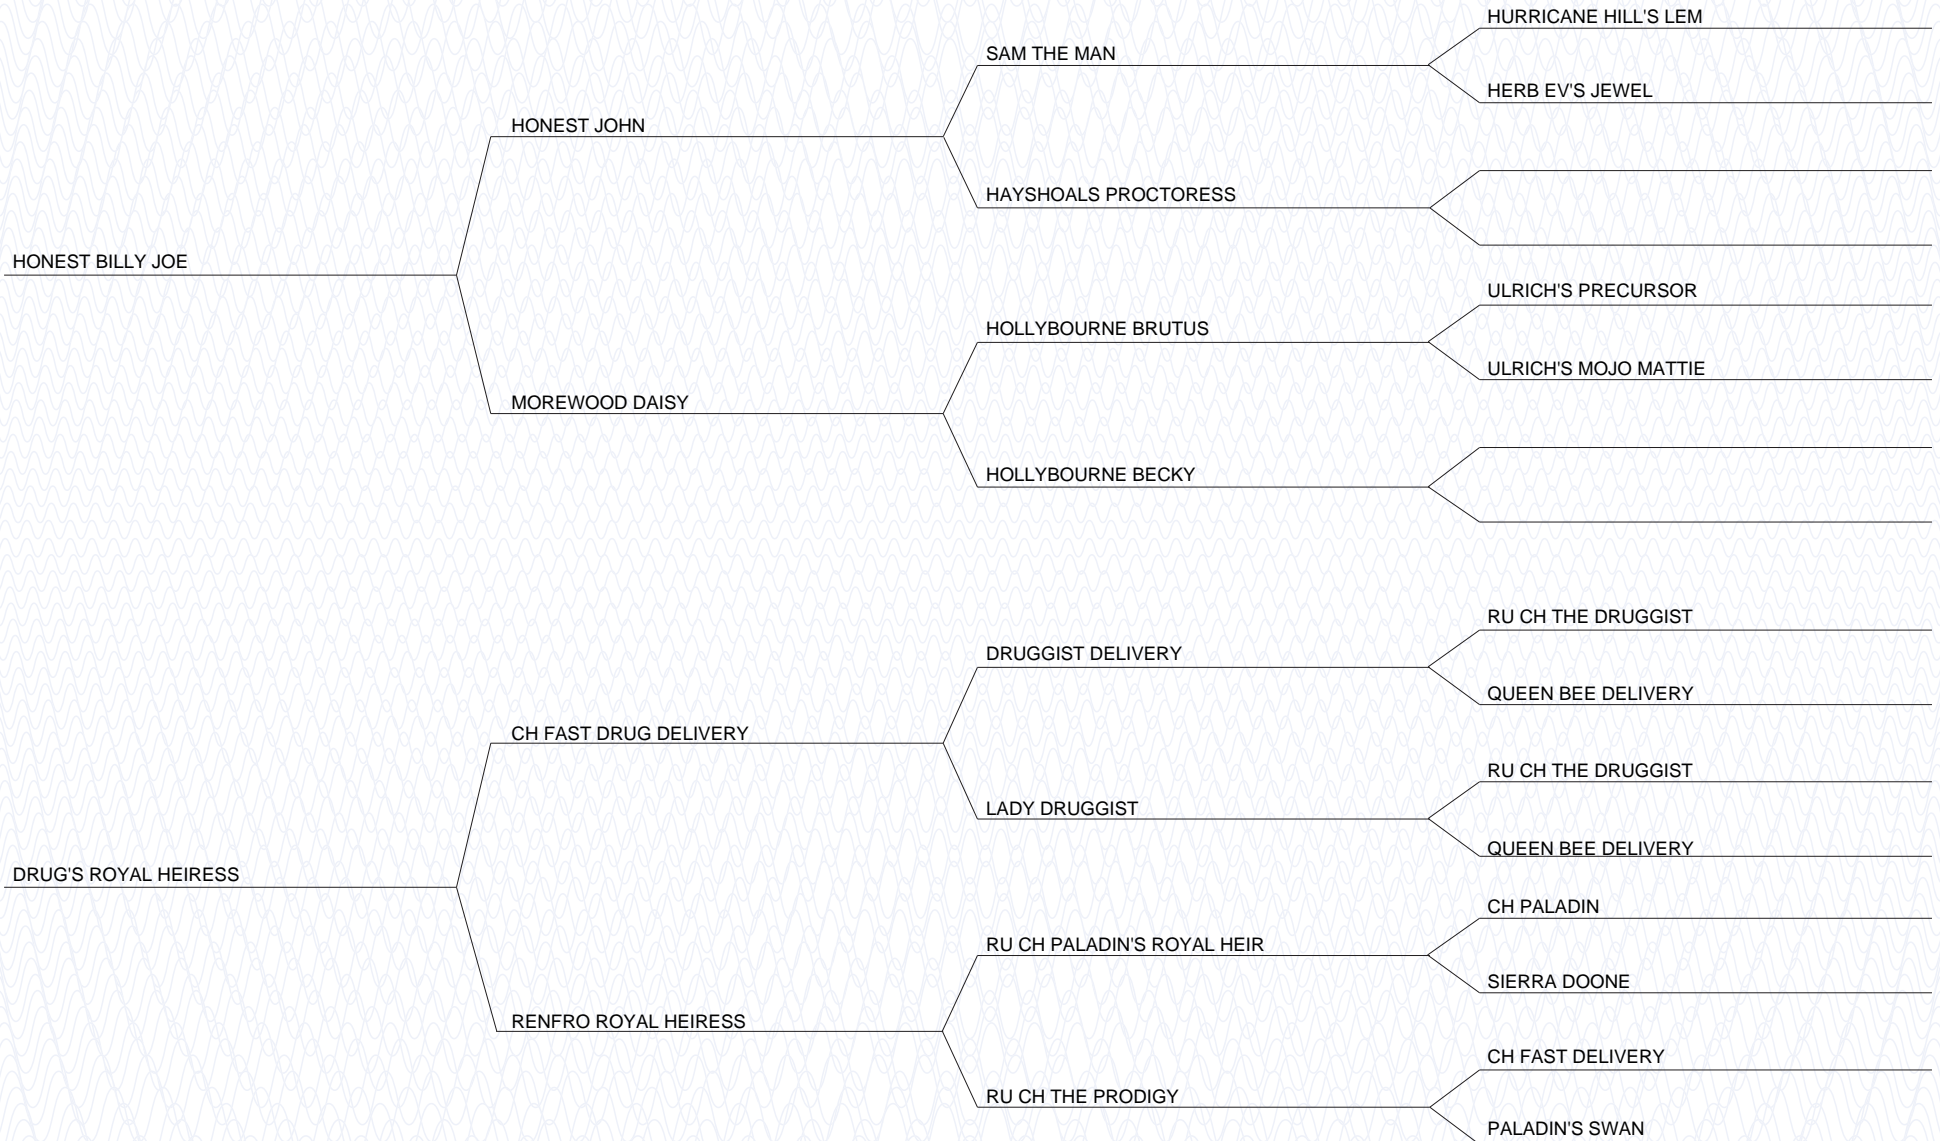 HURRICANE HILL'S LEM
SAM THE MAN
HERB EV'S JEWEL
HONEST JOHN
HAYSHOALS PROCTORESS
HONEST BILLY JOE
ULRICH'S PRECURSOR
HOLLYBOURNE BRUTUS
ULRICH'S MOJO MATTIE
MOREWOOD DAISY
HOLLYBOURNE BECKY
RU CH THE DRUGGIST
DRUGGIST DELIVERY
QUEEN BEE DELIVERY
CH FAST DRUG DELIVERY
RU CH THE DRUGGIST
LADY DRUGGIST
QUEEN BEE DELIVERY
DRUG'S ROYAL HEIRESS
CH PALADIN
RU CH PALADIN'S ROYAL HEIR
SIERRA DOONE
RENFRO ROYAL HEIRESS
CH FAST DELIVERY
RU CH THE PRODIGY
PALADIN'S SWAN